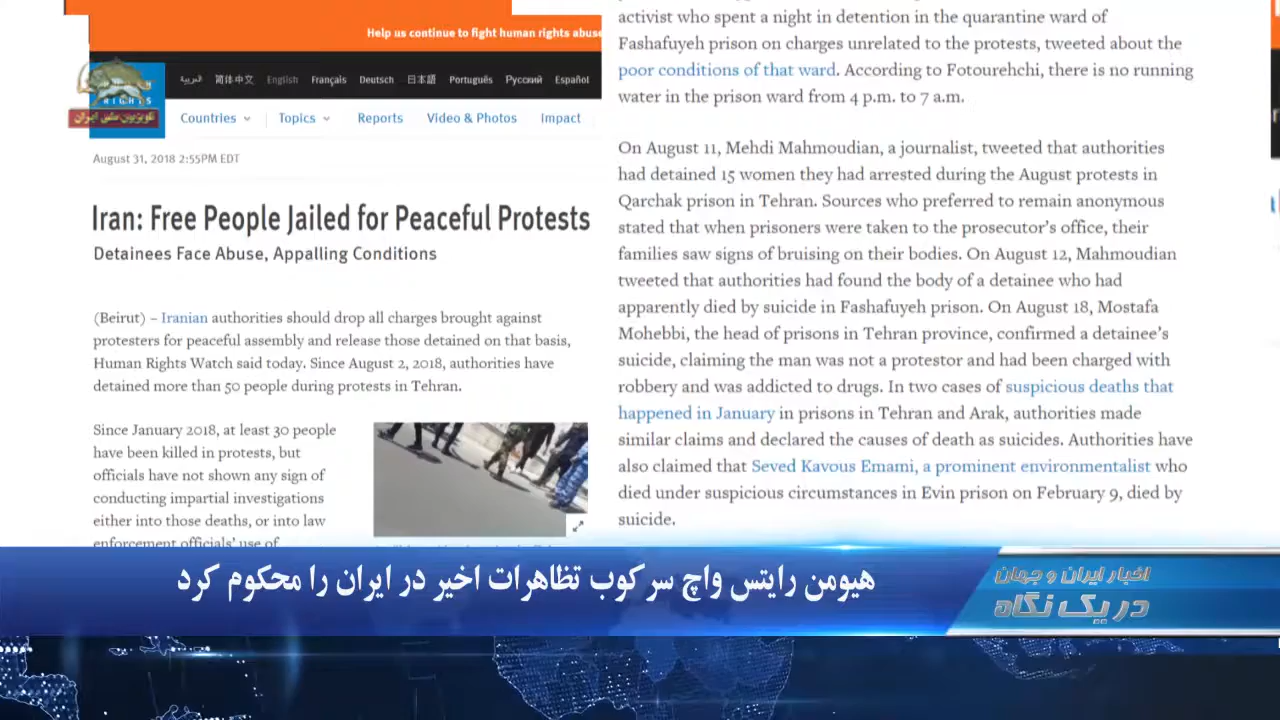 Help us continue to fight human rights abuse
RIGHTS
العربية 简体中文 English Français Deutsch 日本語 Português Русский Español
تلویزیون ملی ایران
Countries Topics Reports Video & Photos Impact
August 31, 2018 2:55PM EDT
Iran: Free People Jailed for Peaceful Protests
Detainees Face Abuse, Appalling Conditions
(Beirut) – Iranian authorities should drop all charges brought against
protesters for peaceful assembly and release those detained on that basis,
Human Rights Watch said today. Since August 2, 2018, authorities have
detained more than 50 people during protests in Tehran.
Since January 2018, at least 30 people
have been killed in protests, but
officials have not shown any sign of
conducting impartial investigations
either into those deaths, or into law
enforcement officials' use of
activist who spent a night in detention in the quarantine ward of
Fashafuyeh prison on charges unrelated to the protests, tweeted about the
poor conditions of that ward. According to Fotourehchi, there is no running
water in the prison ward from 4 p.m. to 7 a.m.
On August 11, Mehdi Mahmoudian, a journalist, tweeted that authorities
had detained 15 women they had arrested during the August protests in
Qarchak prison in Tehran. Sources who preferred to remain anonymous
stated that when prisoners were taken to the prosecutor's office, their
families saw signs of bruising on their bodies. On August 12, Mahmoudian
tweeted that authorities had found the body of a detainee who had
apparently died by suicide in Fashafuyeh prison. On August 18, Mostafa
Mohebbi, the head of prisons in Tehran province, confirmed a detainee's
suicide, claiming the man was not a protestor and had been charged with
robbery and was addicted to drugs. In two cases of suspicious deaths that
happened in January in prisons in Tehran and Arak, authorities made
similar claims and declared the causes of death as suicides. Authorities have
also claimed that Seved Kavous Emami, a prominent environmentalist who
died under suspicious circumstances in Evin prison on February 9, died by
suicide.
هیومن رایتس واچ سرکوب تظاهرات اخیر در ایران را محکوم کرد
اخبار ایران و جهان
در یک نگاه